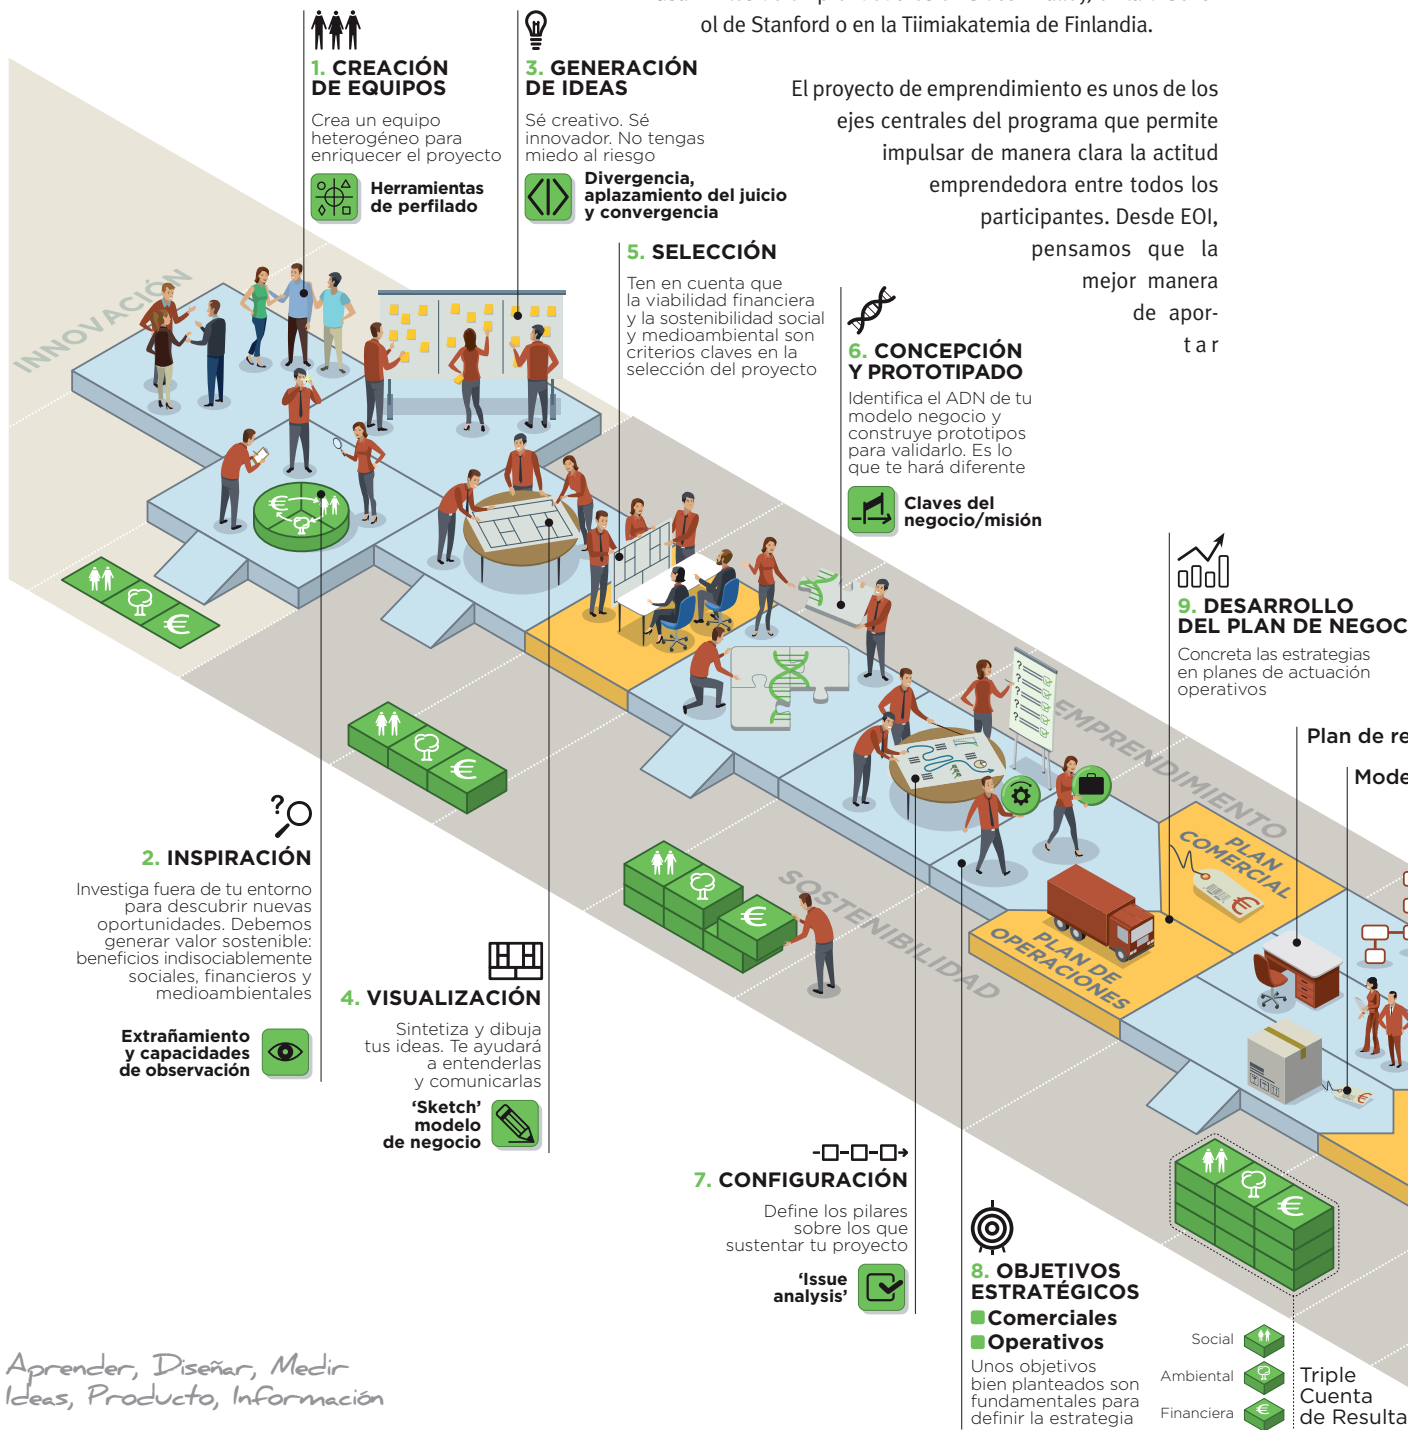 ol de Stanford o en la Tiimiakatemia de Finlandia.
El proyecto de emprendimiento es unos de los
ejes centrales del programa que permite
impulsar de manera clara la actitud
emprendedora entre todos los
participantes. Desde EOI,
pensamos que la
mejor manera
de apor-
tar
1. CREACIÓN
DE EQUIPOS
Crea un equipo
heterogéneo para
enriquecer el proyecto
Herramientas
de perfilado
3. GENERACIÓN
DE IDEAS
Sé creativo. Sé
innovador. No tengas
miedo al riesgo
Divergencia,
aplazamiento del juicio
y convergencia
5. SELECCIÓN
Ten en cuenta que
la viabilidad financiera
y la sostenibilidad social
y medioambiental son
criterios claves en la
selección del proyecto
6. CONCEPCIÓN
Y PROTOTIPADO
Identifica el ADN de tu
modelo negocio y
construye prototipos
para validarlo. Es lo
que te hará diferente
Claves del
negocio/misión
INNOVACIÓN
9. DESARROLLO
DEL PLAN DE NEGOC
Concreta las estrategias
en planes de actuación
operativos
Plan de re
Mode
EMPRENDIMIENTO
PLAN
COMERCIAL
SOSTENIBILIDAD
PLAN DE
OPERACIONES
2. INSPIRACIÓN
Investiga fuera de tu entorno
para descubrir nuevas
oportunidades. Debemos
generar valor sostenible:
beneficios indisociablemente
sociales, financieros y
medioambientales
Extrañamiento
y capacidades
de observación
4. VISUALIZACIÓN
Sintetiza y dibuja
tus ideas. Te ayudará
a entenderlas
y comunicarlas
'Sketch'
modelo
de negocio
7. CONFIGURACIÓN
Define los pilares
sobre los que
sustentar tu proyecto
'Issue
analysis'
8. OBJETIVOS
ESTRATÉGICOS
Comerciales
Operativos
Unos objetivos
bien planteados son
fundamentales para
definir la estrategia
Social
Ambiental
Financiera
Triple
Cuenta
de Resulta
Aprender, Diseñar, Medir
Ideas, Producto, Información